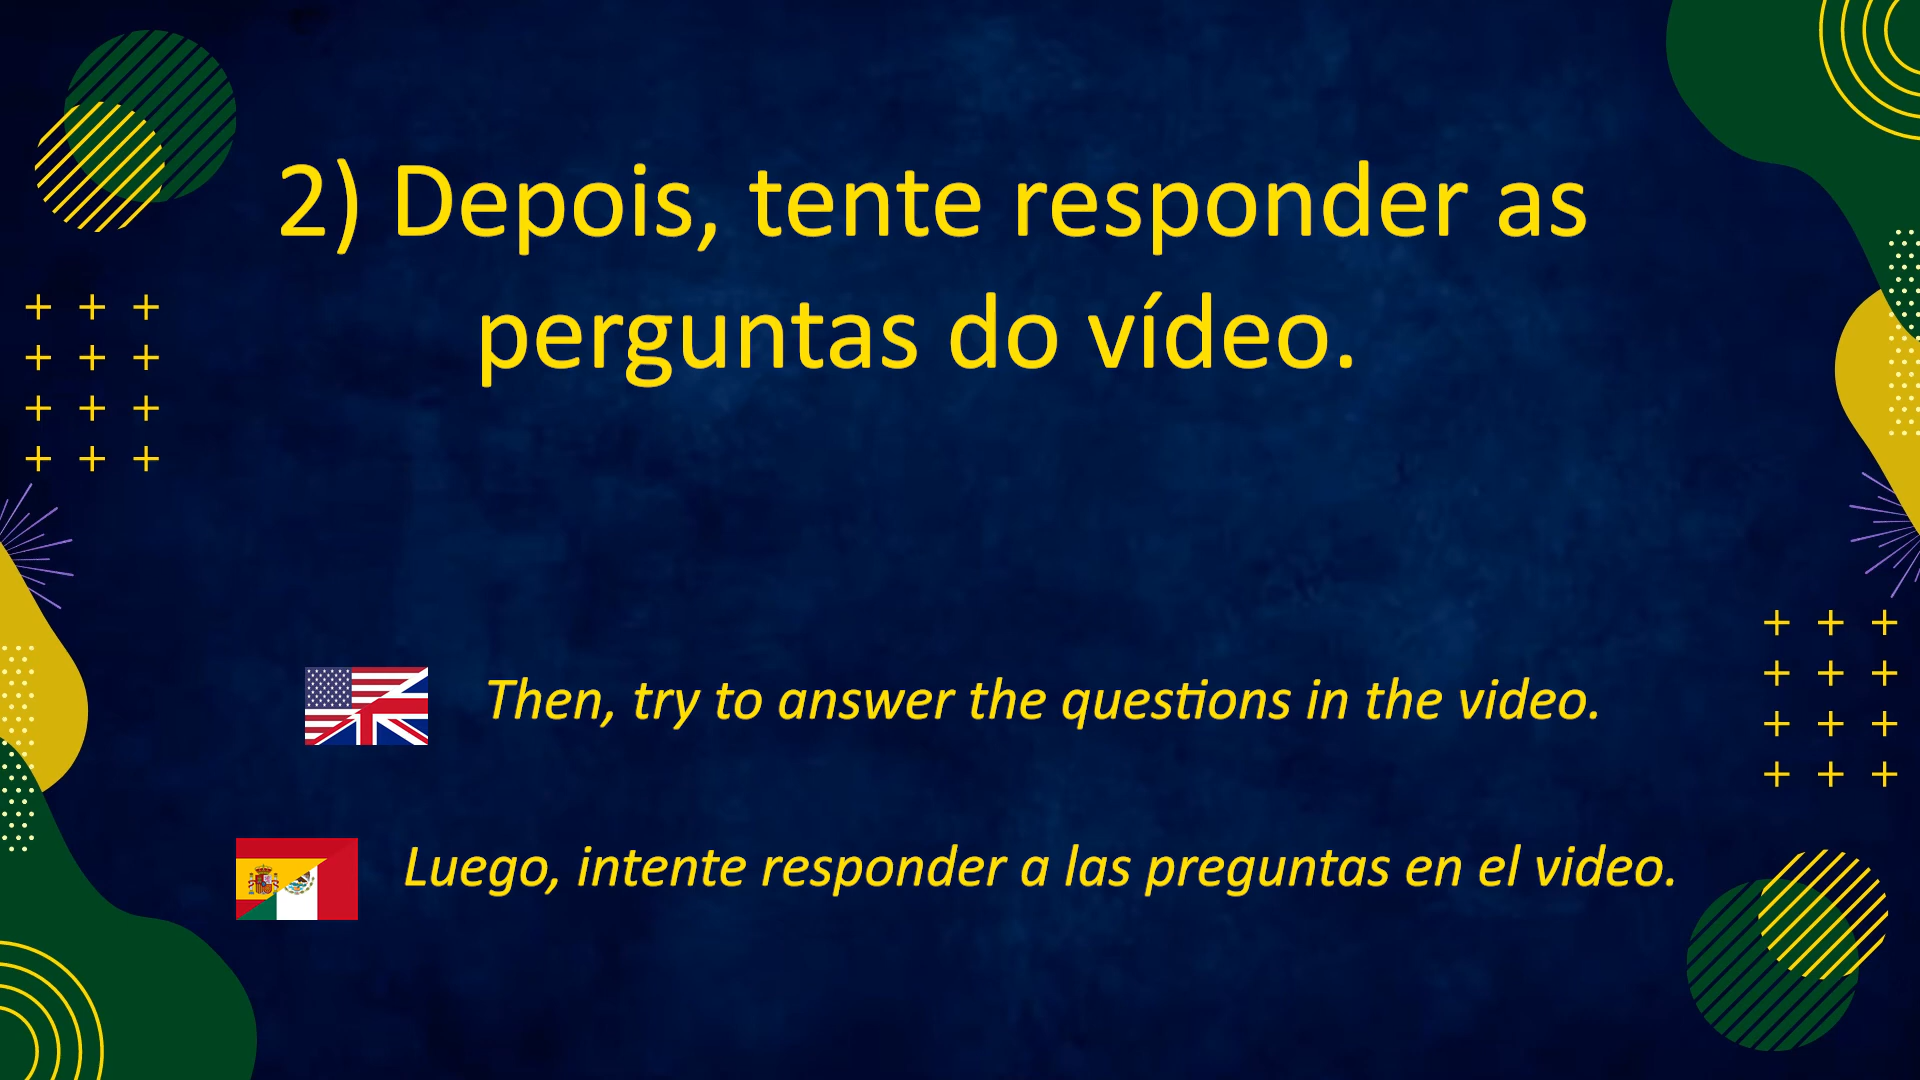 2) Depois, tente responder as
perguntas do vídeo.
Then, try to answer the questions in the video.
Luego, intente responder a las preguntas en el video.